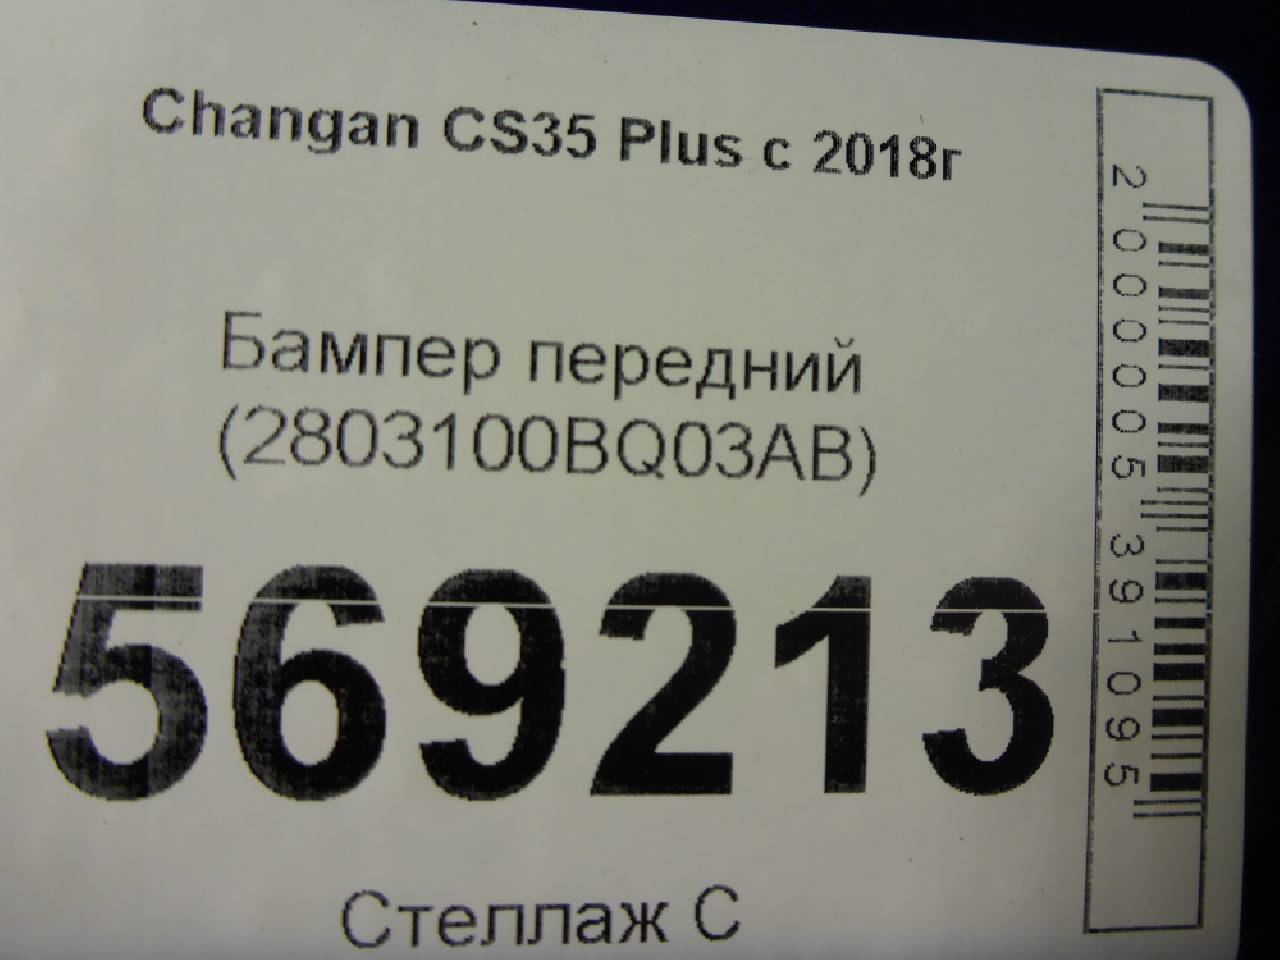 Changan CS35 Plus с 2018г
Бампер передний
(2803100BQ03AB)
569213
Стеллаж С
2000005391095